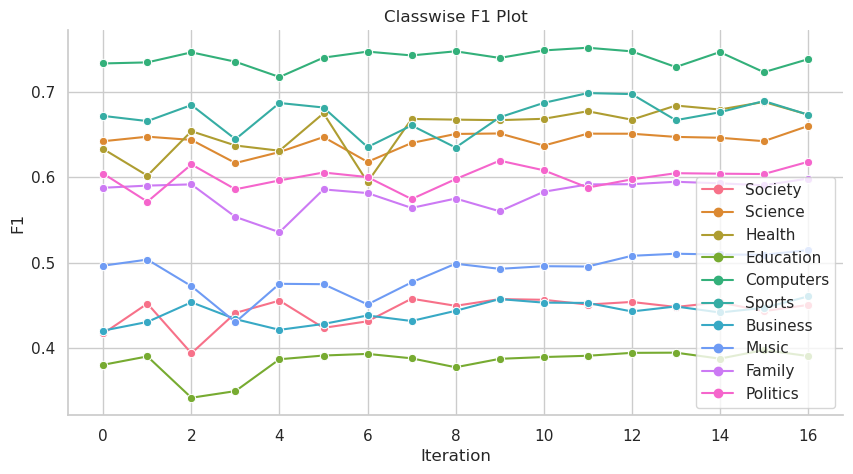 Classwise F1 Plot
F1
0.7
0.6
0.5
0.4
Society
Science
Health
Education
Computers
Sports
Business
Music
Family
Politics
0 2 4 6 8 10 12 14 16
Iteration